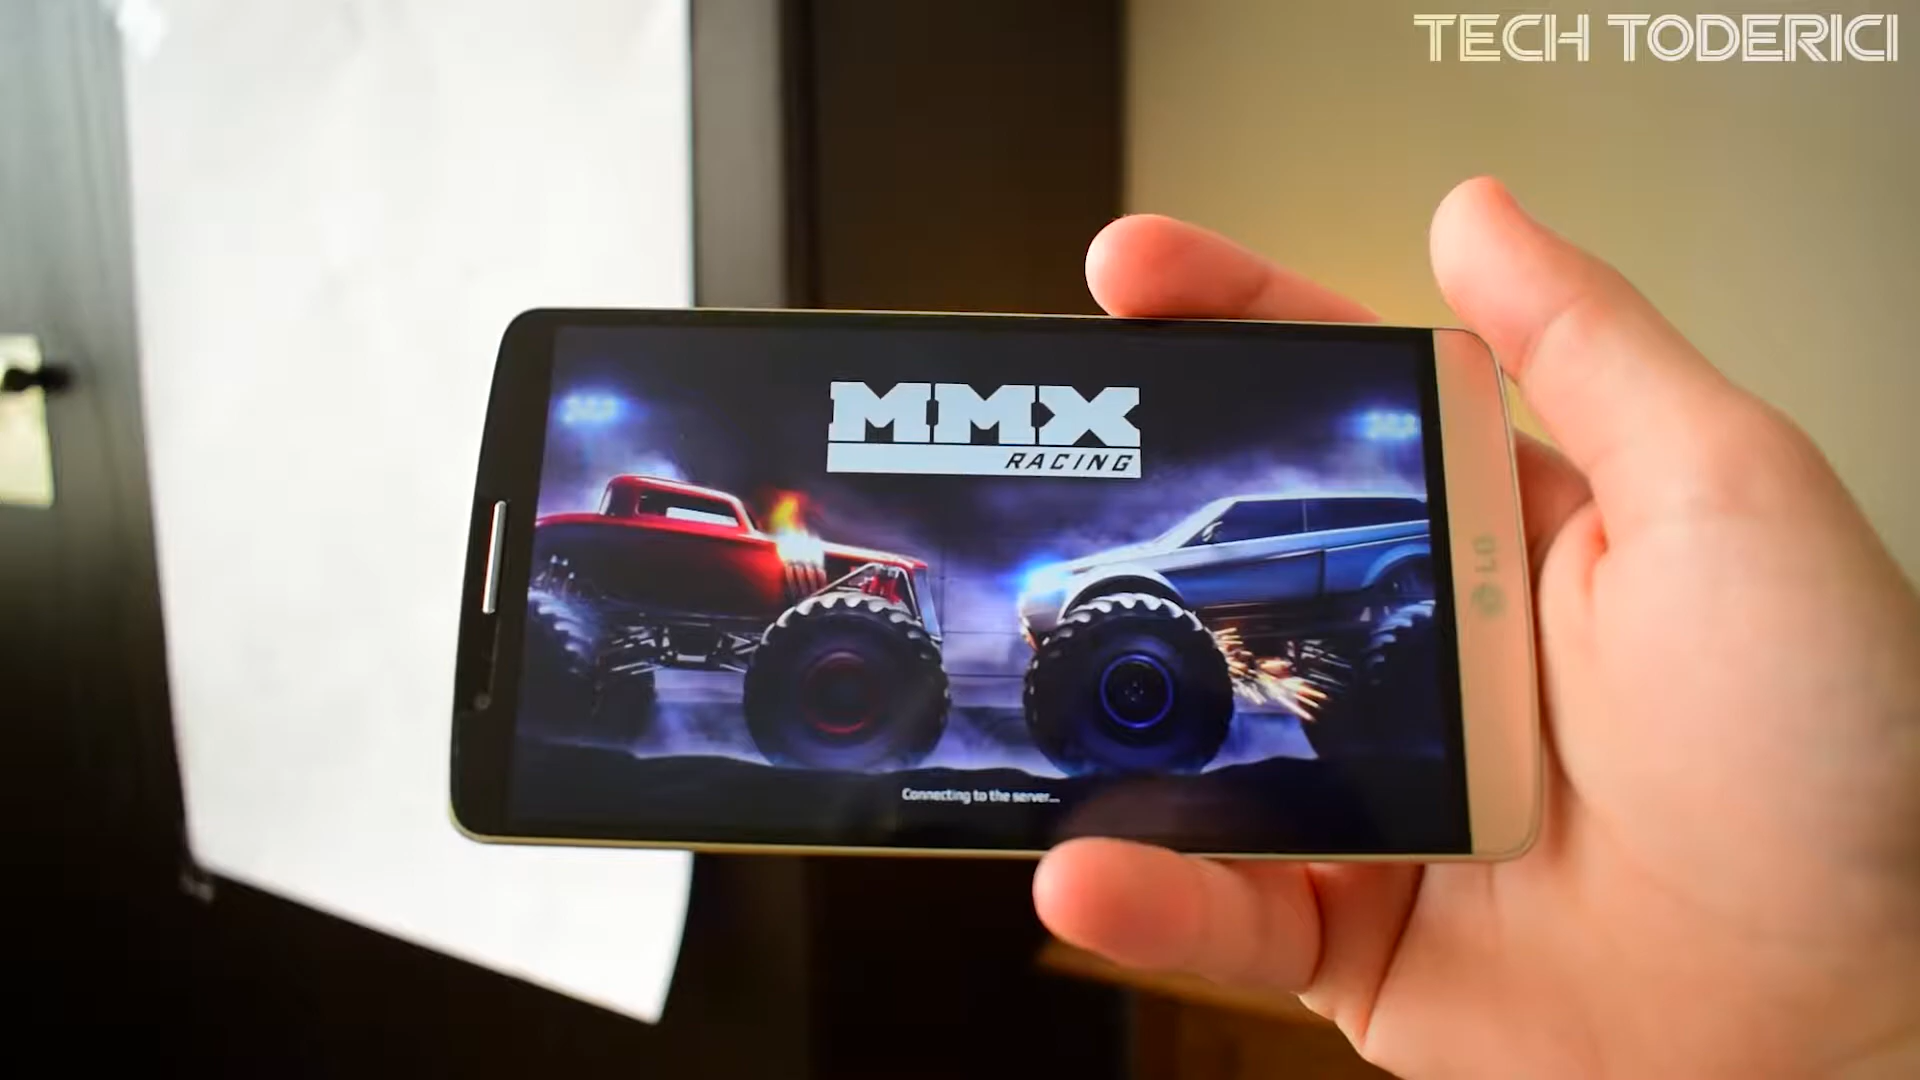 TECH TODERICI
MMX
RACING
LG
Connecting to the server...